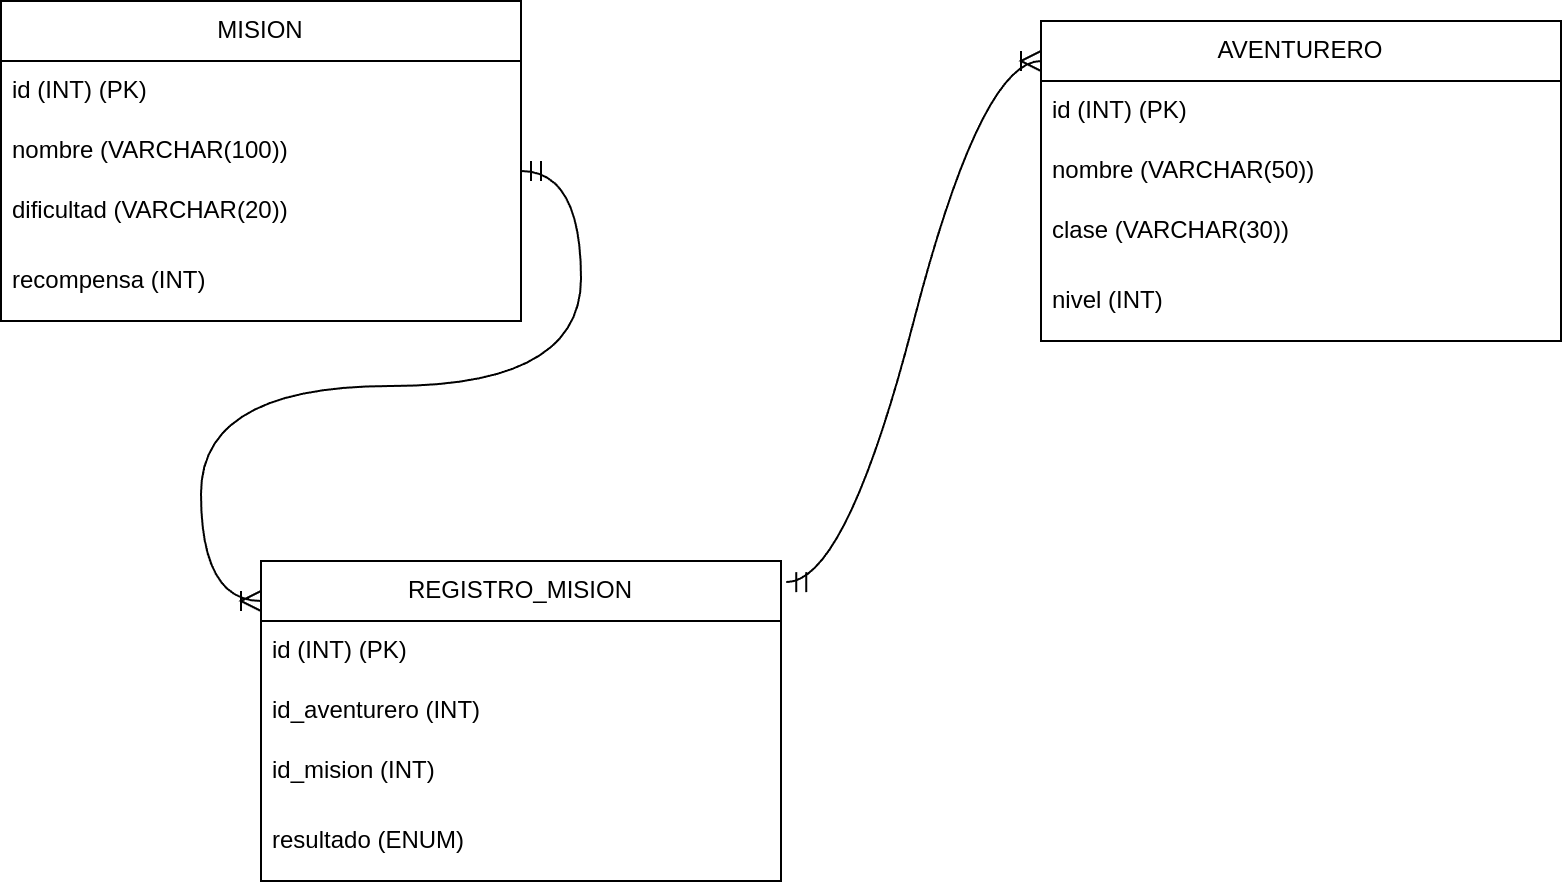 MISION
id (INT) (PK)
nombre (VARCHAR(100))
dificultad (VARCHAR(20))
recompensa (INT)
AVENTURERO
id (INT) (PK)
nombre (VARCHAR(50))
clase (VARCHAR(30))
nivel (INT)
REGISTRO_MISION
id (INT) (PK)
id_aventurero (INT)
id_mision (INT)
resultado (ENUM)